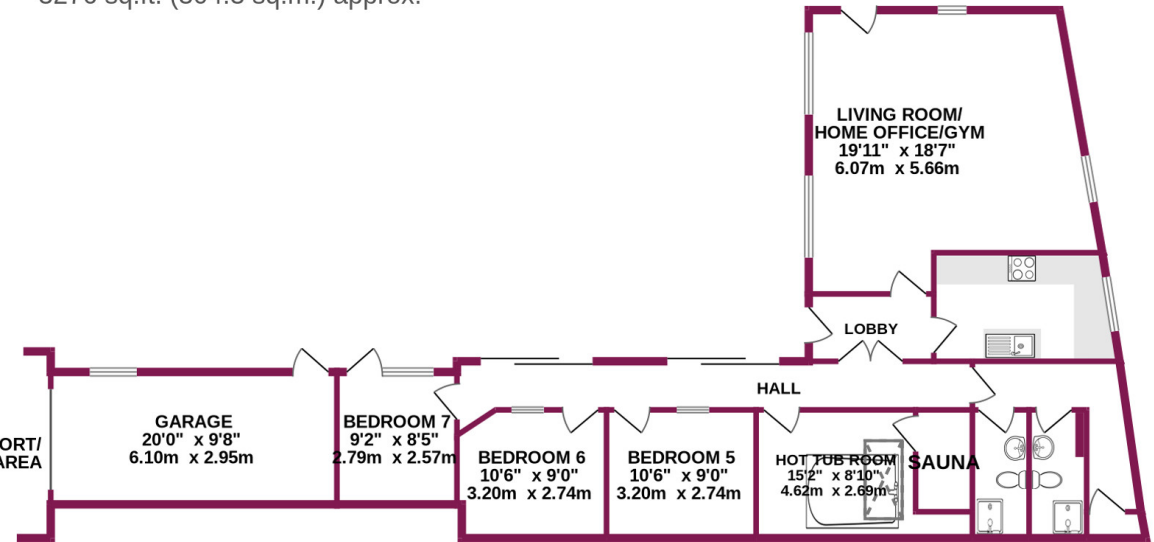 LIVING ROOM/
HOME OFFICE/GYM
19'11" x 18'7"
6.07m x 5.66m
LOBBY
HALL
GARAGE
20'0" x 9'8"
6.10m x 2.95m
BEDROOM 7
9'2" x 8'5"
2.79m x 2.57m
BEDROOM 6
10'6" x 9'0"
3.20m x 2.74m
BEDROOM 5
10'6" x 9'0"
3.20m x 2.74m
HOT TUB ROOM
15'2" x 8'10"
4.62m x 2.69m
SAUNA
ORT/
AREA